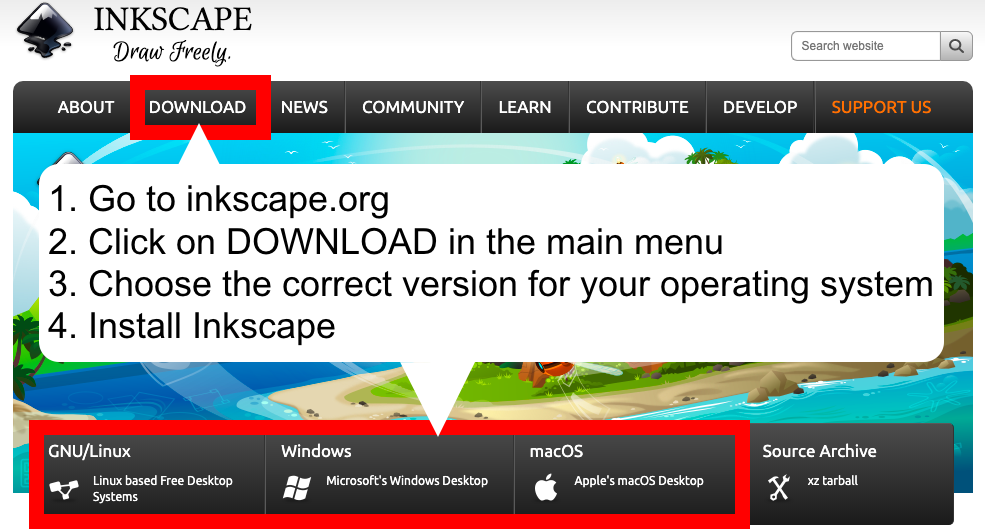 INKSCAPE
Draw Freely.
Search website
ABOUT DOWNLOAD NEWS COMMUNITY LEARN CONTRIBUTE DEVELOP SUPPORT US
1. Go to inkscape.org
2. Click on DOWNLOAD in the main menu
3. Choose the correct version for your operating system
4. Install Inkscape
GNU/Linux
Linux based Free Desktop
Systems
Windows
Microsoft's Windows Desktop
macOS
Apple's macOS Desktop
Source Archive
xz tarball